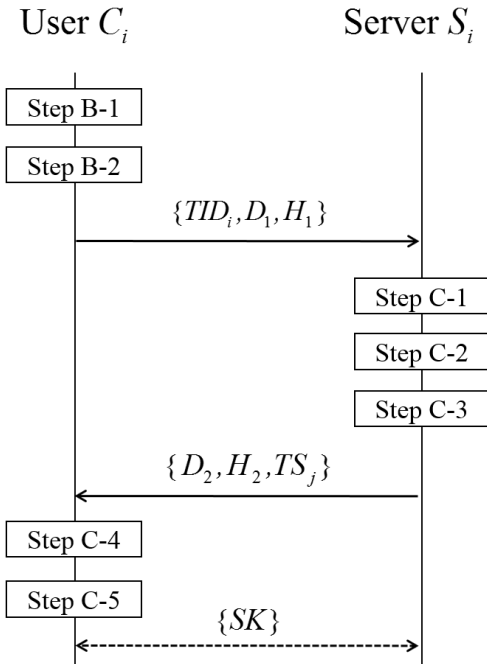 User C_i Server S_i
Step B-1
Step B-2
{TID_i, D_1, H_1}
Step C-1
Step C-2
Step C-3
{D_2, H_2, TS_j}
Step C-4
Step C-5
{SK}